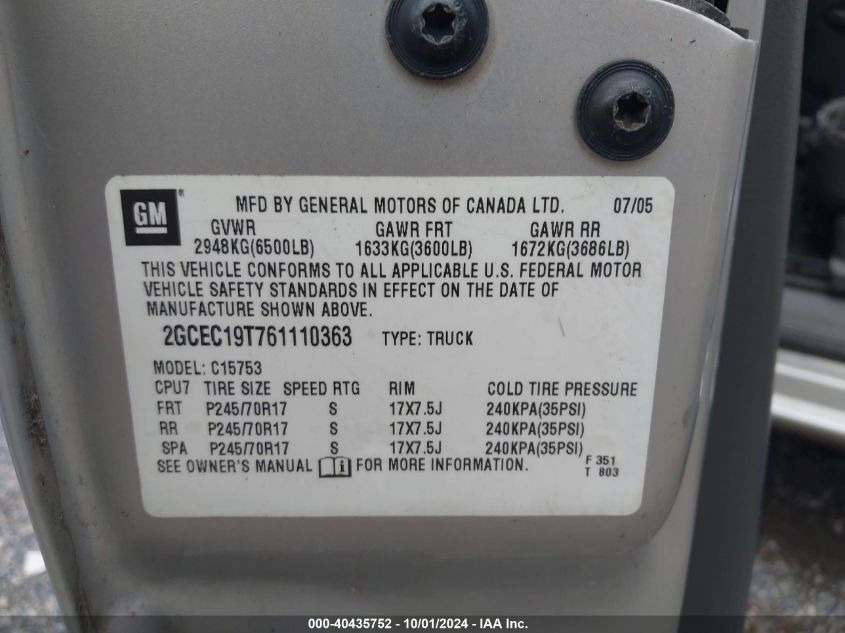 GM ®
MFD BY GENERAL MOTORS OF CANADA LTD. 07/05
GVWR GAWR FRT GAWR RR
2948KG(6500LB) 1633KG(3600LB) 1672KG(3686LB)
THIS VEHICLE CONFORMS TO ALL APPLICABLE U.S. FEDERAL MOTOR
VEHICLE SAFETY STANDARDS IN EFFECT ON THE DATE OF
MANUFACTURE SHOWN ABOVE.
2GCEC19T761110363 TYPE: TRUCK
MODEL: C15753
CPU7 TIRE SIZE SPEED RTG RIM COLD TIRE PRESSURE
FRT P245/70R17 S 17X7.5J 240KPA(35PSI)
RR P245/70R17 S 17X7.5J 240KPA(35PSI)
SPA P245/70R17 S 17X7.5J 240KPA(35PSI)
SEE OWNER'S MANUAL i FOR MORE INFORMATION. F 351
T 803
000-40435752 - 10/01/2024 - IAA Inc.